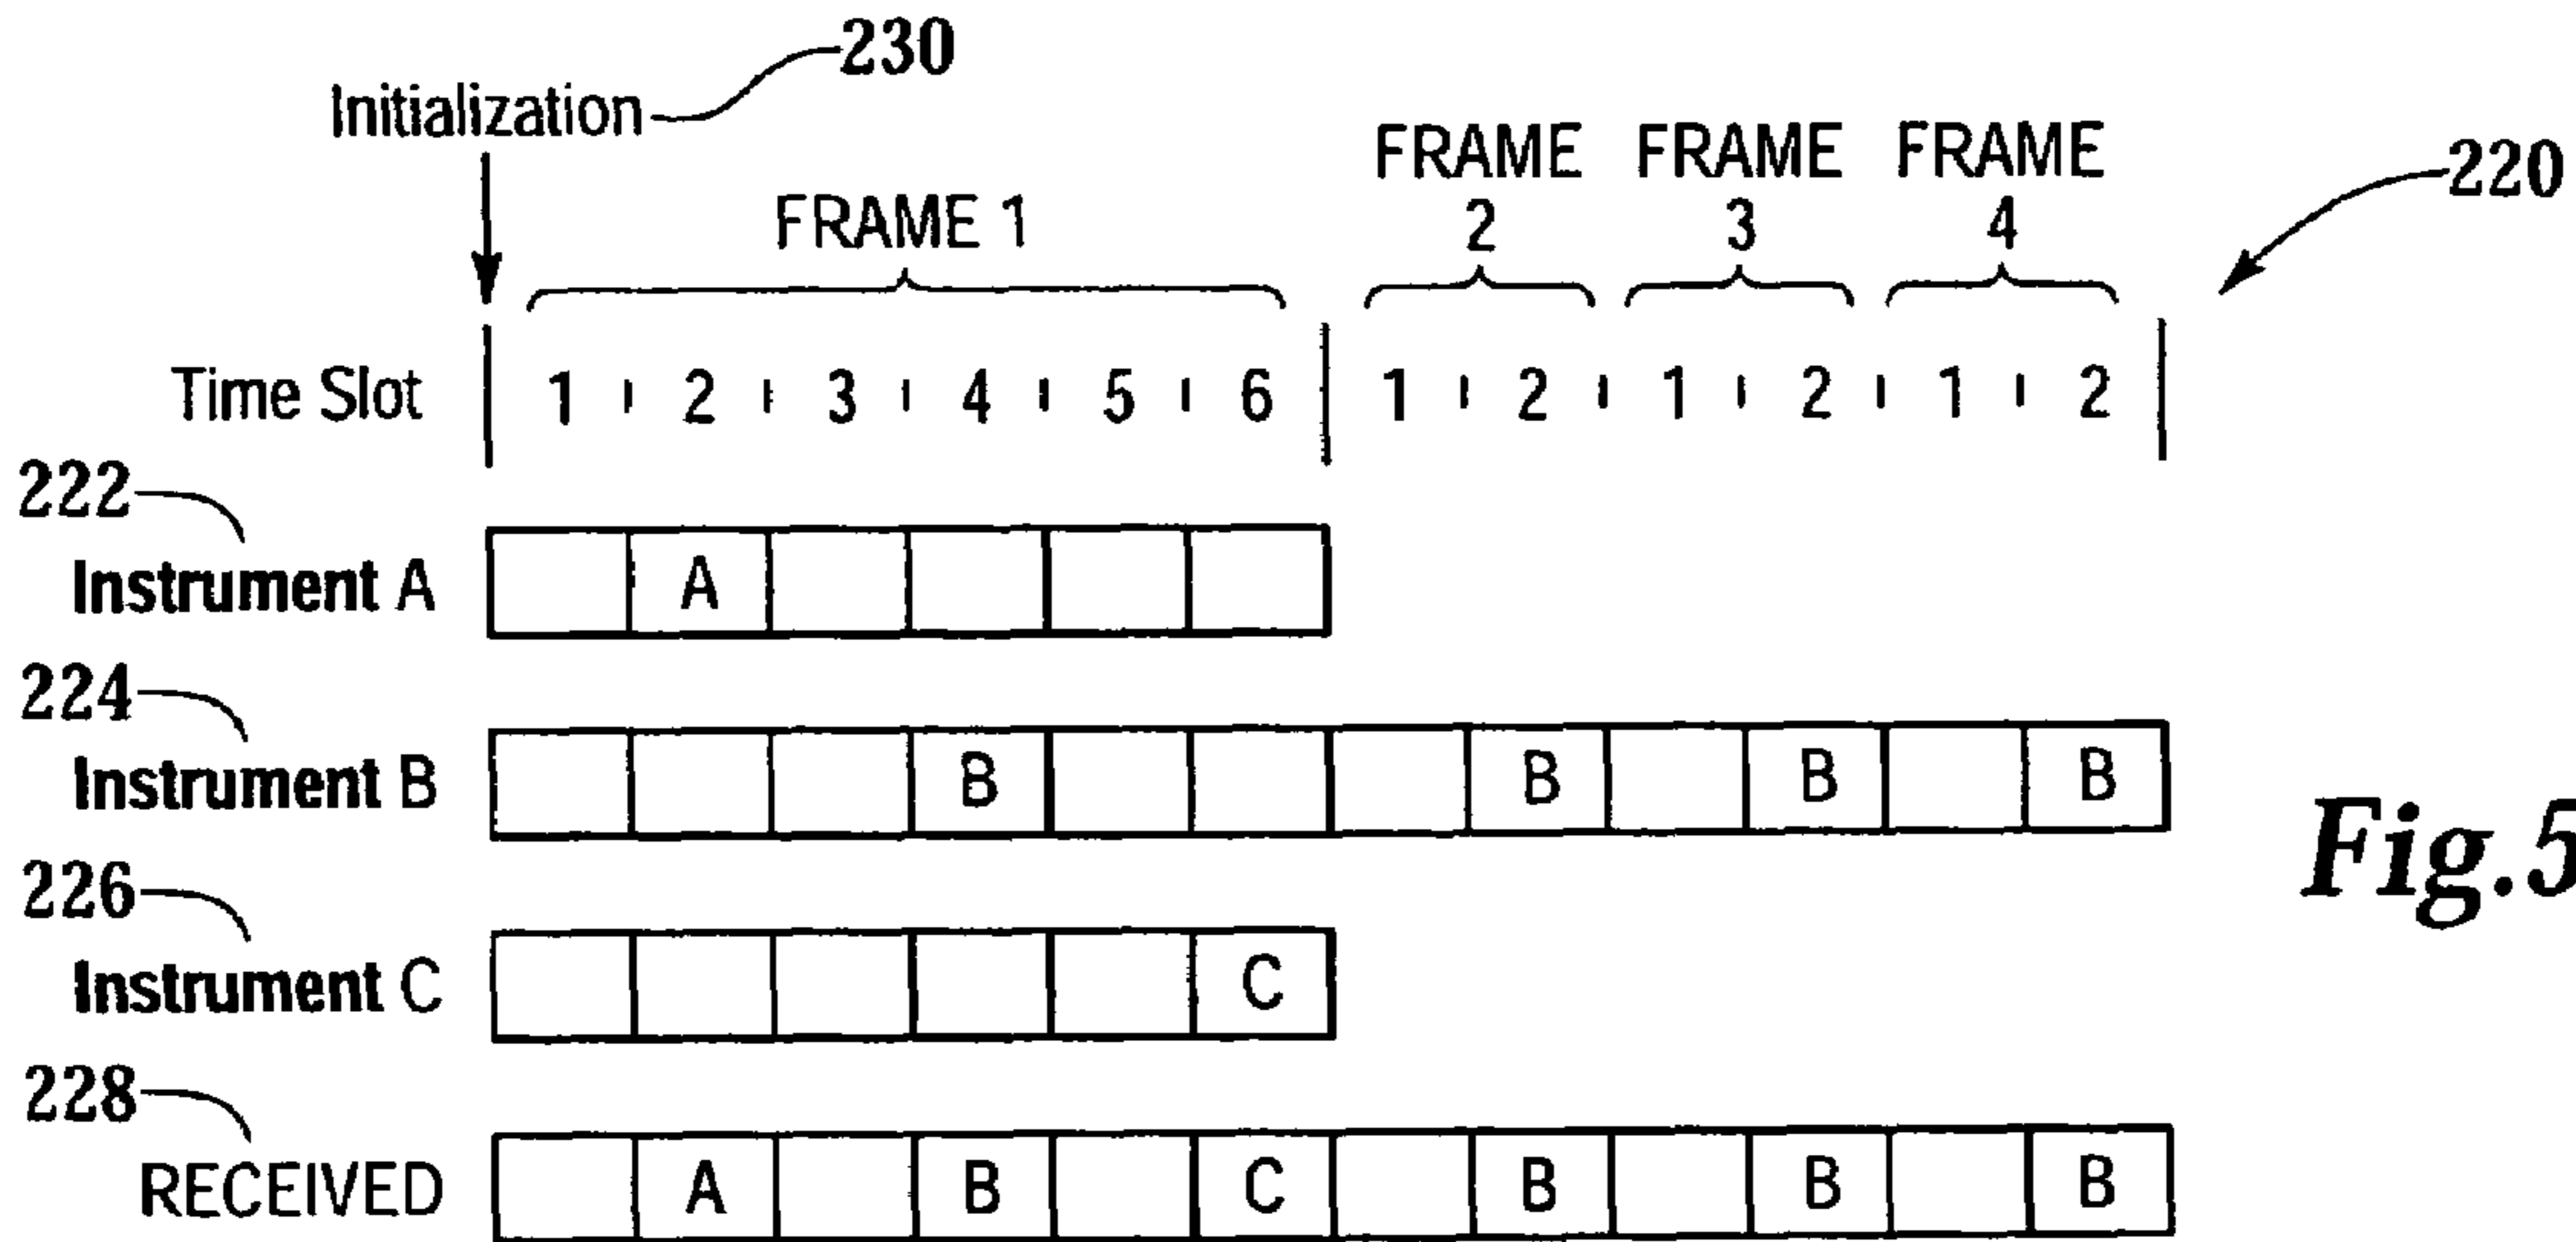 230
Initialization
FRAME 1
FRAME 2
FRAME 3
FRAME 4
220
Time Slot 1 2 3 4 5 6 1 2 1 2 1 2
222
Instrument A
A
224
Instrument B
B B B B
226
Instrument C
C
228
RECEIVED
A B C B B B
Fig.5